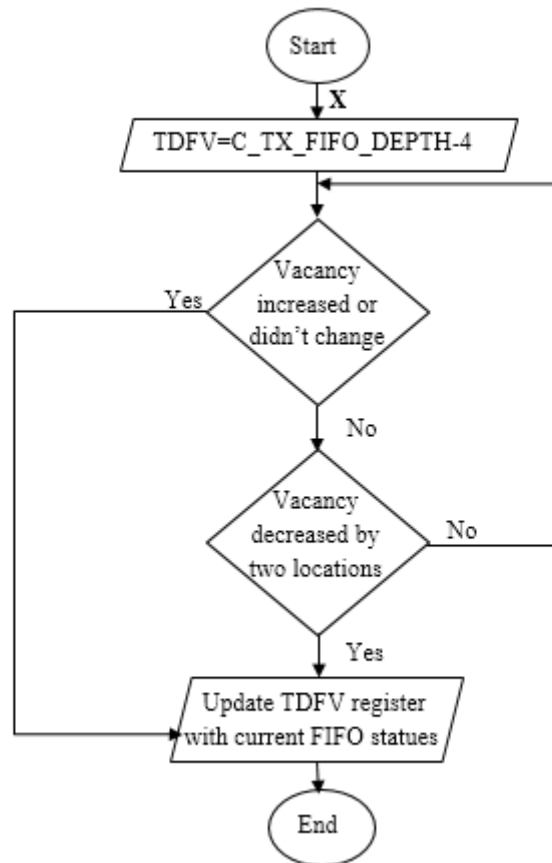 Start
X
TDFV=C_TX_FIFO_DEPTH-4
Vacancy
increased or
didn’t change
Yes
No
Vacancy
decreased by
two locations
No
Yes
Update TDFV register
with current FIFO statues
End